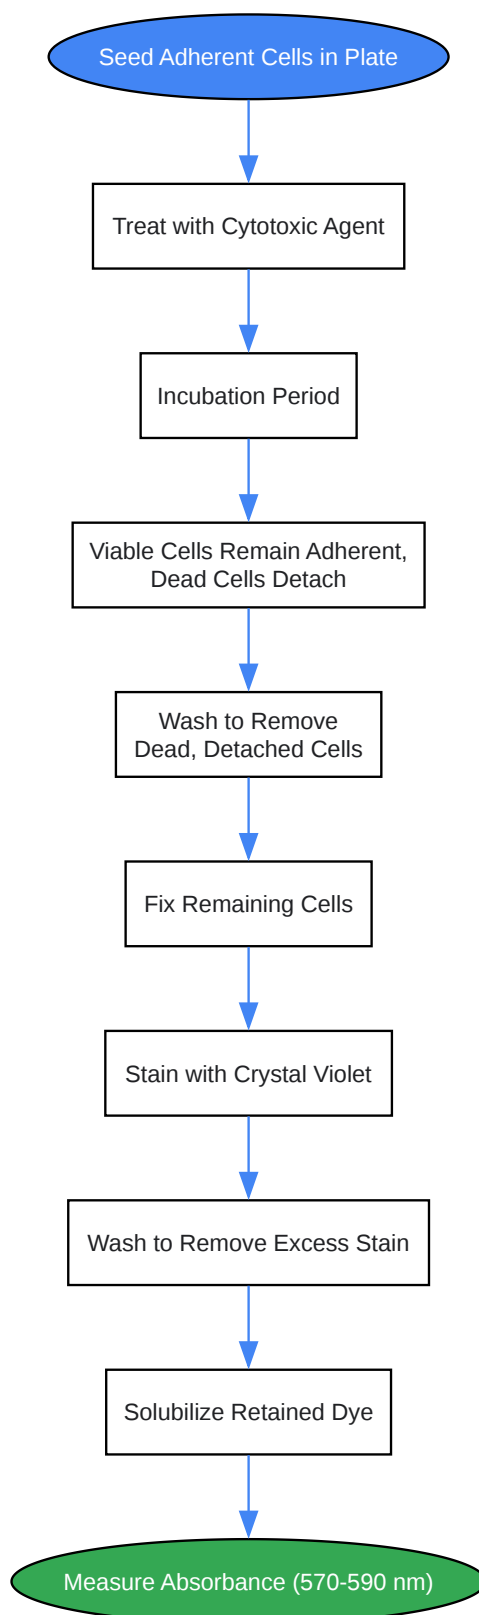 Seed Adherent Cells in Plate
Treat with Cytotoxic Agent
Incubation Period
Viable Cells Remain Adherent,
Dead Cells Detach
Wash to Remove
Dead, Detached Cells
Fix Remaining Cells
Stain with Crystal Violet
Wash to Remove Excess Stain
Solubilize Retained Dye
Measure Absorbance (570-590 nm)